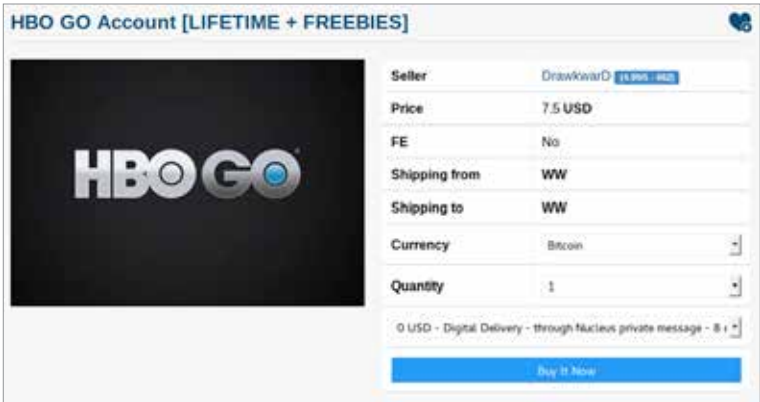 HBO GO Account [LIFETIME + FREEBIES]
HBO GO
Seller DrawkwarD
Price 7.5 USD
FE No
Shipping from WW
Shipping to WW
Currency Bitcoin
Quantity 1
0 USD - Digital Delivery - through Nucleus private message - 8
Buy It Now